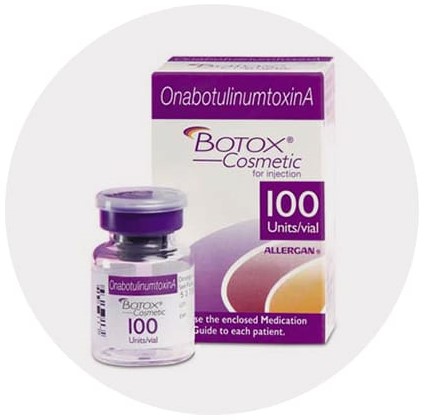 OnabotulinumtoxinA
BOTOX®
Cosmetic
for injection
100
Units/vial
ALLERGAN
se the enclosed Medication
Guide to each patient.
OnabotulinumtoxinA
BOTOX®
Cosmetic
100
Units/vial